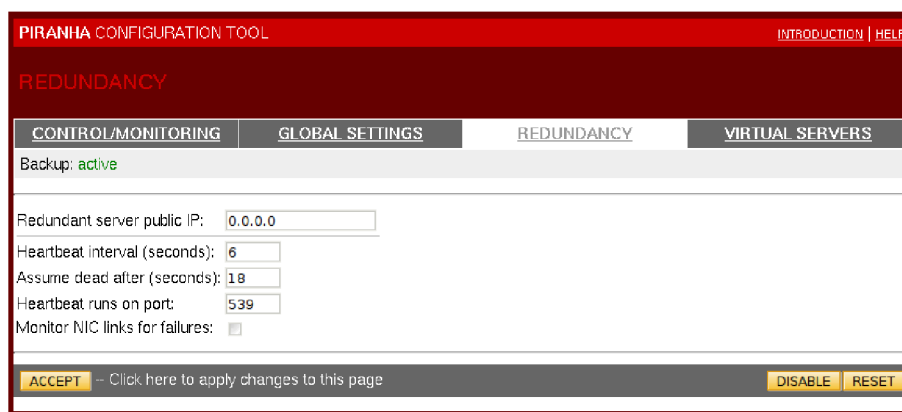 PIRANHA CONFIGURATION TOOL INTRODUCTION | HELP
REDUNDANCY
CONTROL/MONITORING GLOBAL SETTINGS REDUNDANCY VIRTUAL SERVERS
Backup: active
Redundant server public IP: 0.0.0.0
Heartbeat interval (seconds): 6
Assume dead after (seconds): 18
Heartbeat runs on port: 539
Monitor NIC links for failures:
ACCEPT -- Click here to apply changes to this page DISABLE RESET